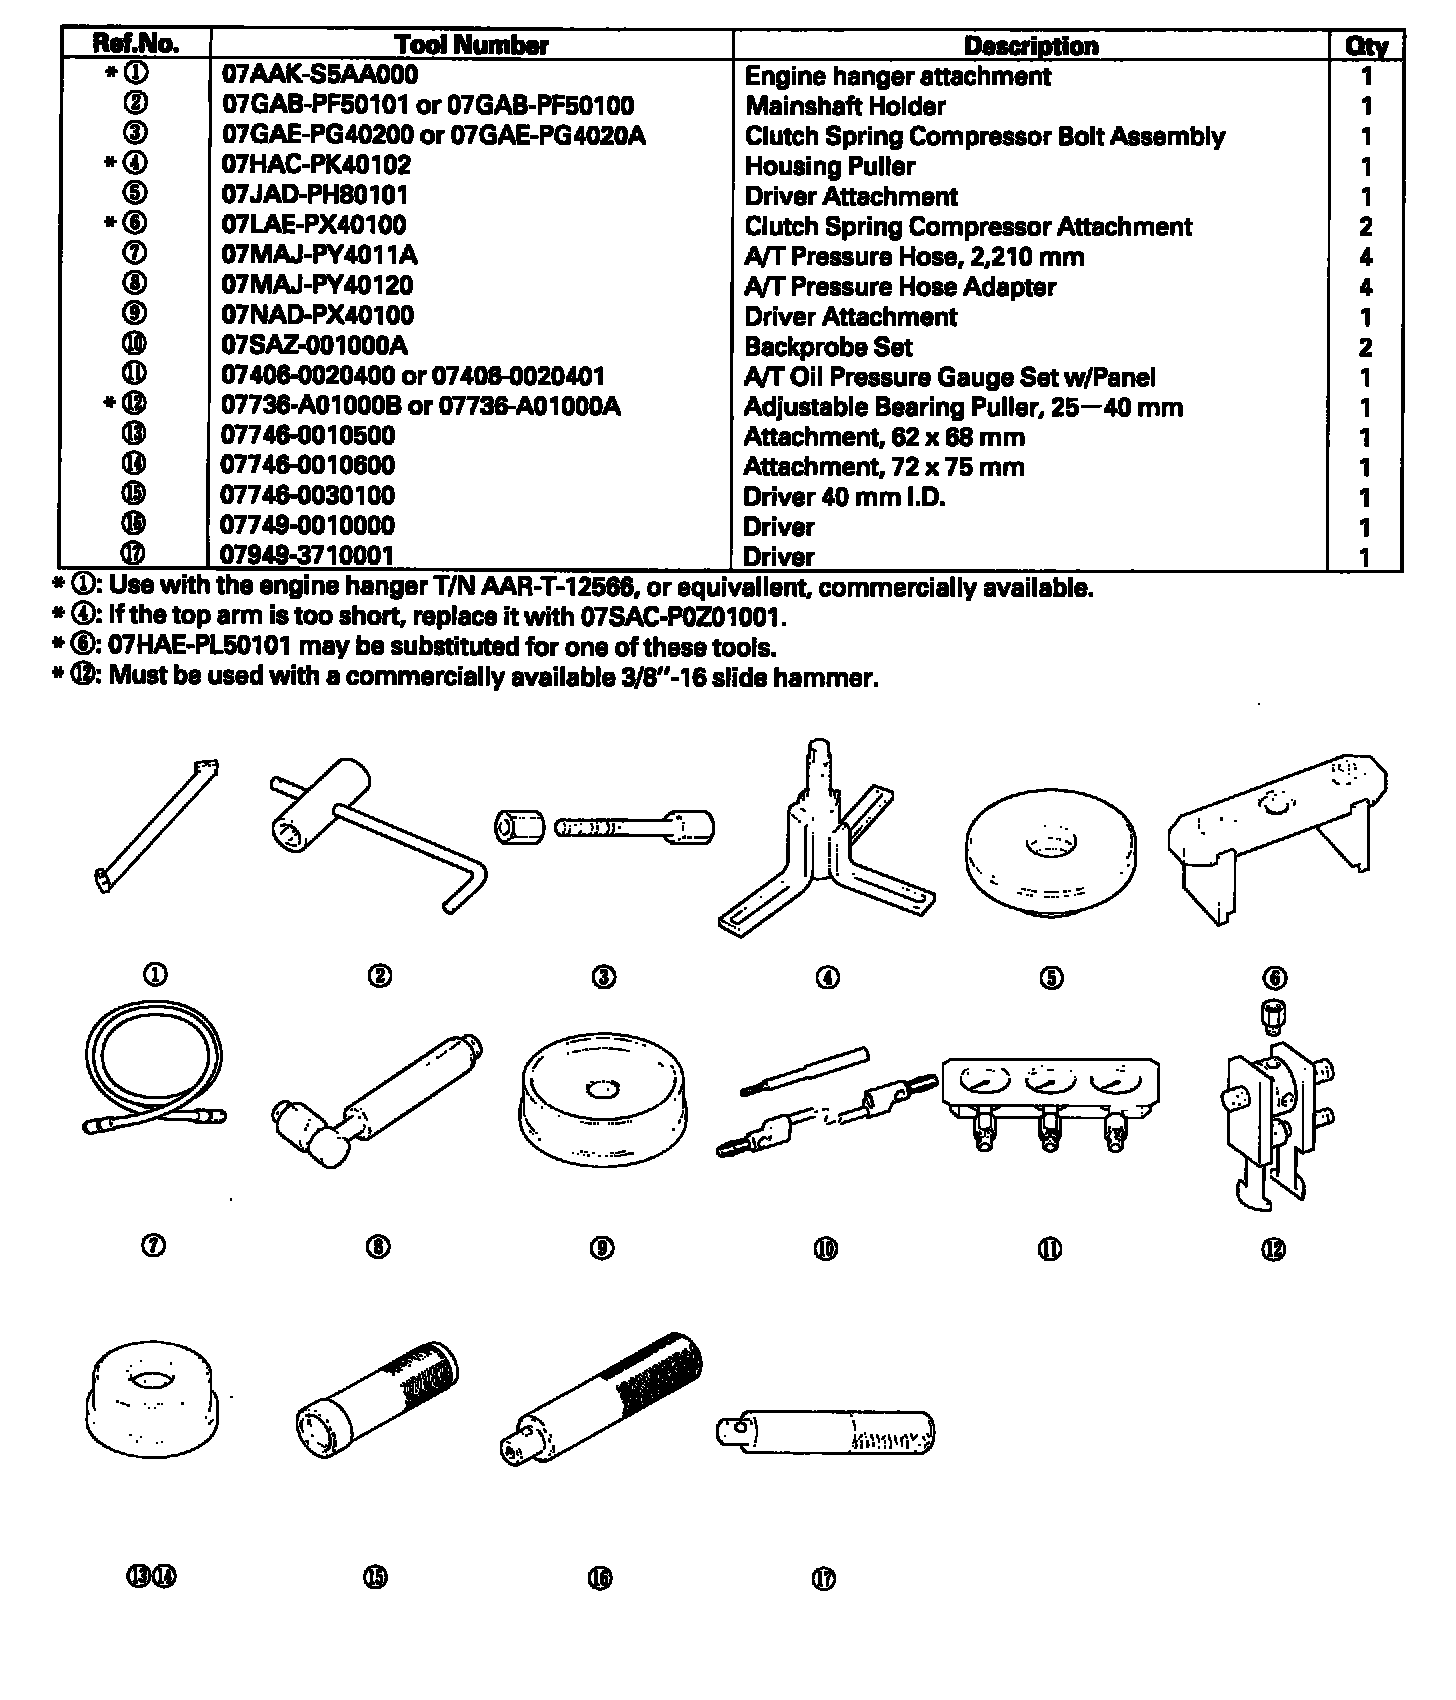 Ref.No. Tool Number Description Qty
* ① 07AAK-S5AA000 Engine hanger attachment 1
② 07GAB-PF50101 or 07GAB-PF50100 Mainshaft Holder 1
③ 07GAE-PG40200 or 07GAE-PG4020A Clutch Spring Compressor Bolt Assembly 1
* ④ 07HAC-PK40102 Housing Puller 1
⑤ 07JAD-PH80101 Driver Attachment 1
* ⑥ 07LAE-PX40100 Clutch Spring Compressor Attachment 2
⑦ 07MAJ-PY4011A A/T Pressure Hose, 2,210 mm 4
⑧ 07MAJ-PY40120 A/T Pressure Hose Adapter 4
⑨ 07NAD-PX40100 Driver Attachment 1
⑩ 07SAZ-001000A Backprobe Set 2
⑪ 07406-0020400 or 07406-0020401 A/T Oil Pressure Gauge Set w/Panel 1
* ⑫ 07736-A01000B or 07736-A01000A Adjustable Bearing Puller, 25—40 mm 1
⑬ 07746-0010500 Attachment, 62 x 68 mm 1
⑭ 07746-0010600 Attachment, 72 x 75 mm 1
⑮ 07746-0030100 Driver 40 mm I.D. 1
⑯ 07749-0010000 Driver 1
⑰ 07949-3710001 Driver 1
* ①: Use with the engine hanger T/N AAR-T-12566, or equivallent, commercially available.
* ④: If the top arm is too short, replace it with 07SAC-P0Z01001.
* ⑥: 07HAE-PL50101 may be substituted for one of these tools.
* ⑫: Must be used with a commercially available 3/8"-16 slide hammer.
① ② ③ ④ ⑤ ⑥
⑦ ⑧ ⑨ ⑩ ⑪ ⑫
⑬⑭ ⑮ ⑯ ⑰